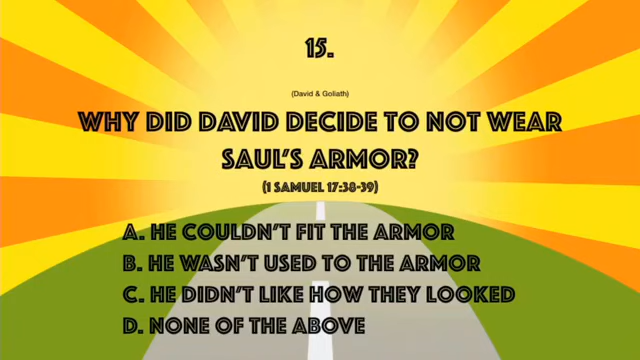 15.
(David & Goliath)
WHY DID DAVID DECIDE TO NOT WEAR
SAUL'S ARMOR?
(1 SAMUEL 17:38-39)
A. HE COULDN'T FIT THE ARMOR
B. HE WASN'T USED TO THE ARMOR
C. HE DIDN'T LIKE HOW THEY LOOKED
D. NONE OF THE ABOVE